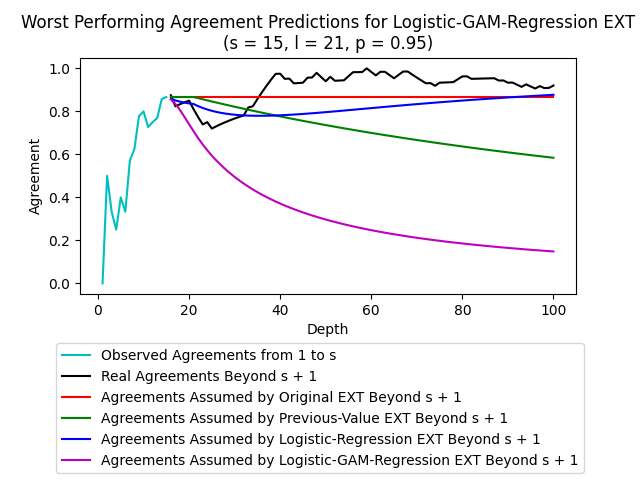 Worst Performing Agreement Predictions for Logistic-GAM-Regression EXT
(s = 15, l = 21, p = 0.95)
1.0
0.8
0.6
0.4
0.2
0.0
Agreement
0 20 40 60 80 100
Depth
Observed Agreements from 1 to s
Real Agreements Beyond s + 1
Agreements Assumed by Original EXT Beyond s + 1
Agreements Assumed by Previous-Value EXT Beyond s + 1
Agreements Assumed by Logistic-Regression EXT Beyond s + 1
Agreements Assumed by Logistic-GAM-Regression EXT Beyond s + 1